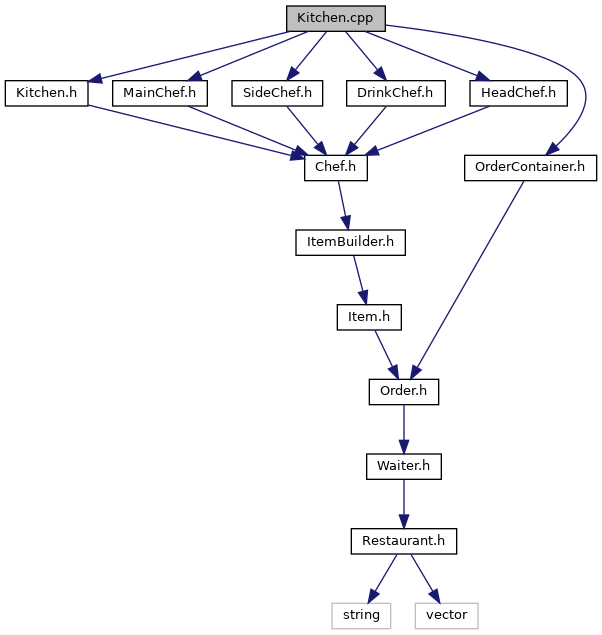 Kitchen.cpp
Kitchen.h
MainChef.h
SideChef.h
DrinkChef.h
HeadChef.h
Chef.h
OrderContainer.h
ItemBuilder.h
Item.h
Order.h
Waiter.h
Restaurant.h
string
vector